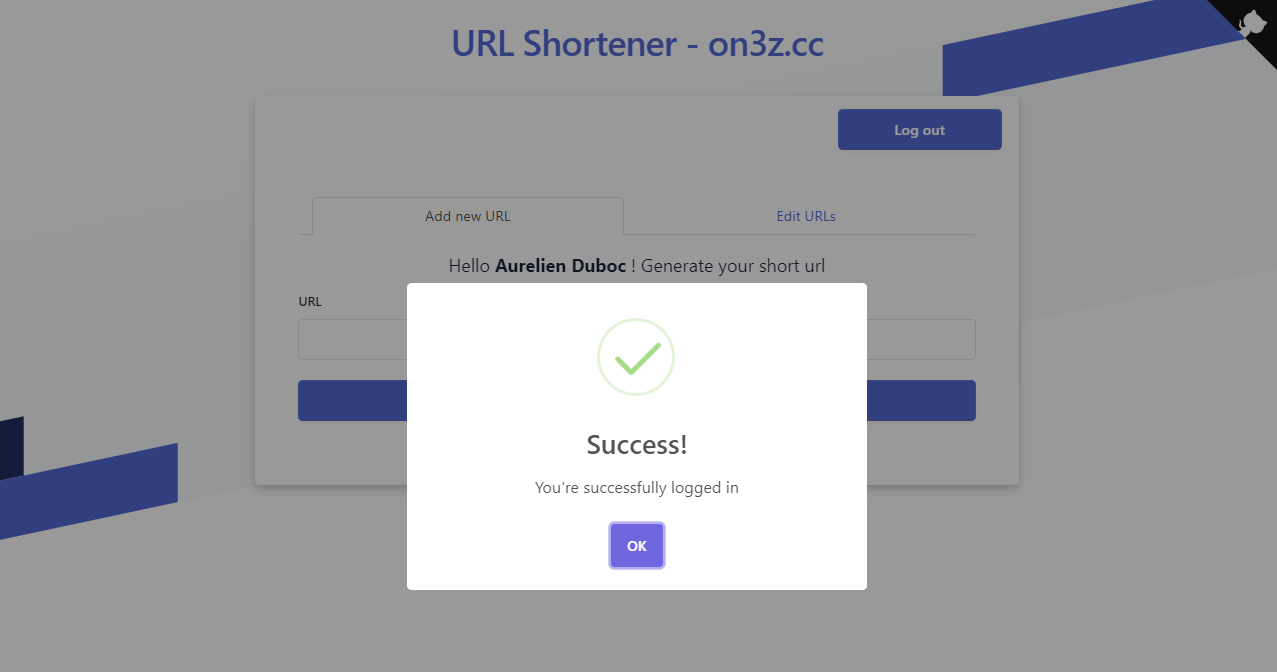 URL Shortener - on3z.cc
Log out
Add new URL
Edit URLs
Hello Aurelien Duboc ! Generate your short url
URL
Success!
You're successfully logged in
OK